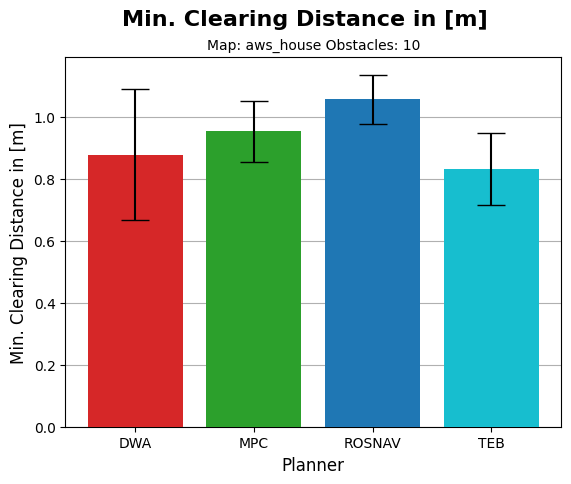 Min. Clearing Distance in [m]
Map: aws_house Obstacles: 10
Min. Clearing Distance in [m]
1.0
0.8
0.6
0.4
0.2
0.0
DWA MPC ROSNAV TEB
Planner